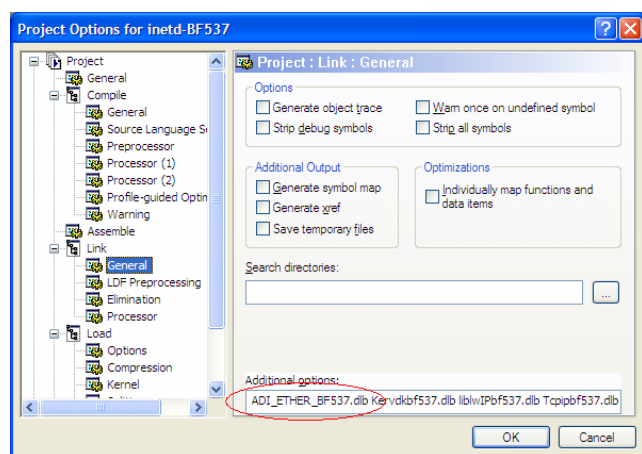 Project Options for inetd-BF537
Project
General
Compile
General
Source Language S
Preprocessor
Processor (1)
Processor (2)
Profile-guided Optin
Warning
Assemble
Link
General
LDF Preprocessing
Elimination
Processor
Load
Options
Compression
Kernel
Project : Link : General
Options
Generate object trace
Warn once on undefined symbol
Strip debug symbols
Strip all symbols
Additional Output
Optimizations
Generate symbol map
Individually map functions and
data items
Generate xref
Save temporary files
Search directories:
...
Additional options:
ADI_ETHER_BF537.dlb Kervdkbf537.dlb liblwIPbf537.dlb Tcpipbf537.dlb
OK
Cancel